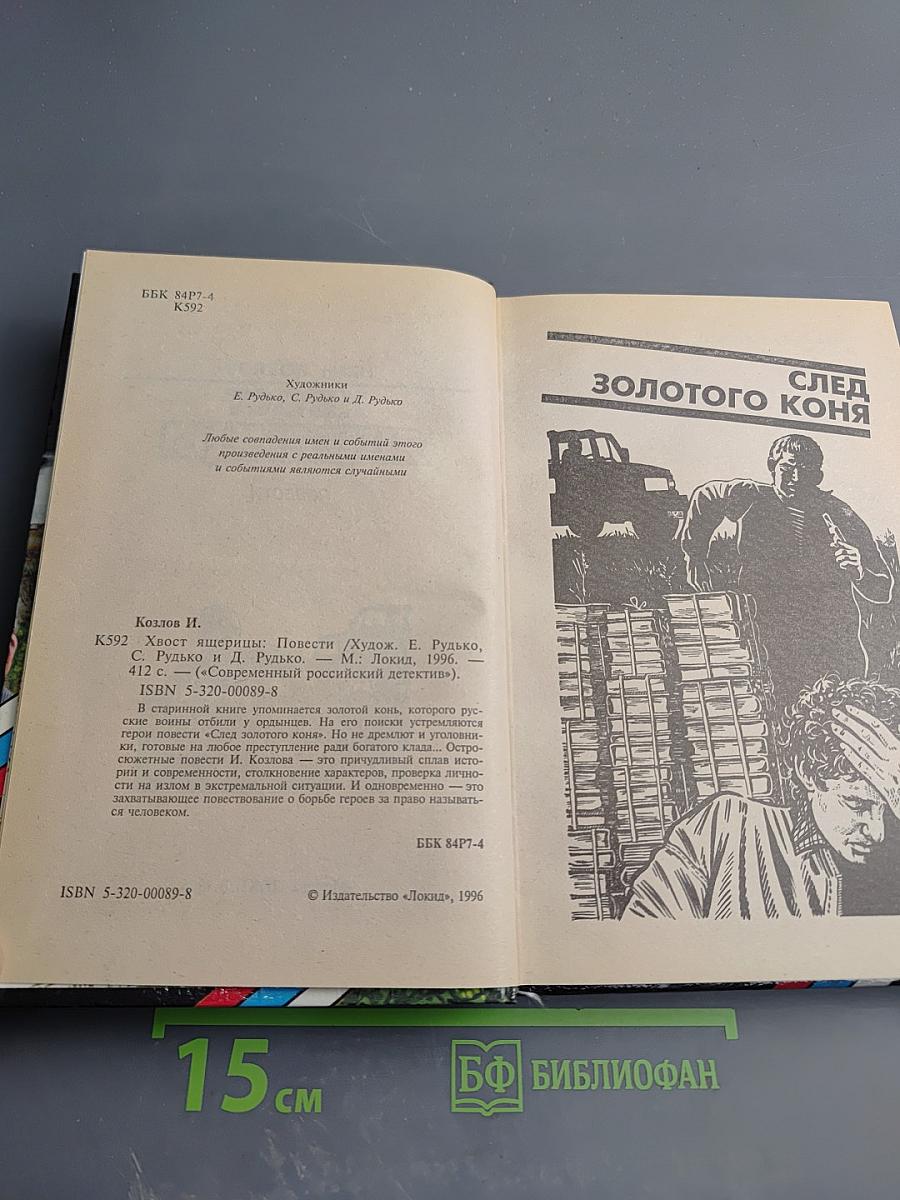 ББК 84Р7-4
К592
Художники
Е. Рудько, С. Рудько и Д. Рудько
Любые совпадения имен и событий этого
произведения с реальными именами
и событиями являются случайными
Козлов И.
К592 Хвост ящерицы: Повести /Худож. Е. Рудько,
С. Рудько и Д. Рудько. — М.: Локид, 1996. —
412 с. — («Современный российский детектив»).
ISBN 5-320-00089-8
В старинной книге упоминается золотой конь, которого рус-
ские воины отбили у ордынцев. На его поиски устремляются
герои повести «След золотого коня». Но не дремлют и уголовни-
ки, готовые на любое преступление ради богатого клада... Остро-
сюжетные повести И. Козлова — это причудливый сплав исто-
рии и современности, столкновение характеров, проверка лично-
сти на излом в экстремальной ситуации. И одновременно — это
захватывающее повествование о борьбе героев за право называть-
ся человеком.
ББК 84Р7-4
ISBN 5-320-00089-8
© Издательство «Локид», 1996
СЛЕД
ЗОЛОТОГО КОНЯ
15 см
БФ БИБЛИОФАН